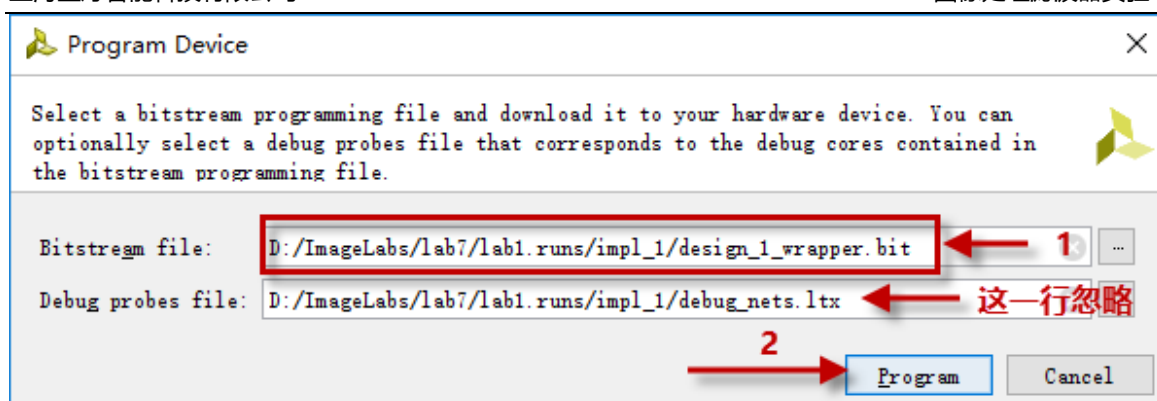 Program Device
Select a bitstream programming file and download it to your hardware device. You can
optionally select a debug probes file that corresponds to the debug cores contained in
the bitstream programming file.
Bitstream file: D:/ImageLabs/lab7/lab1.runs/impl_1/design_1_wrapper.bit 1 ...
Debug probes file: D:/ImageLabs/lab7/lab1.runs/impl_1/debug_nets.ltx 这一行忽略
2
Program Cancel